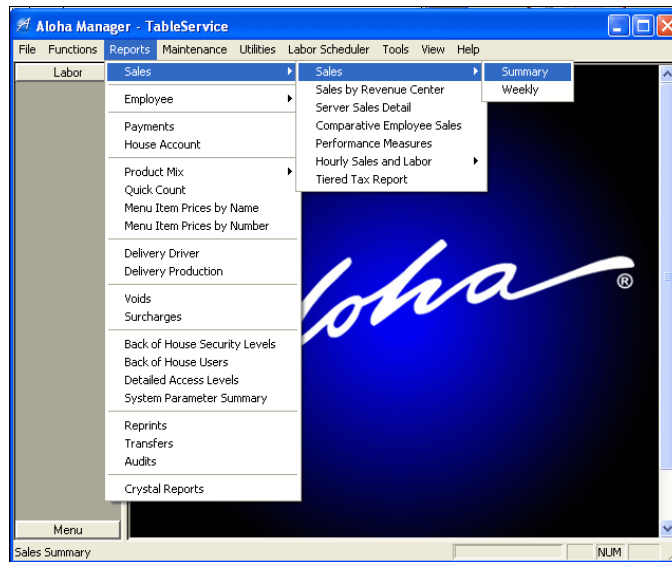 Aloha Manager - TableService
File Functions Reports Maintenance Utilities Labor Scheduler Tools View Help
Labor
Sales
Employee
Payments
House Account
Product Mix
Quick Count
Menu Item Prices by Name
Menu Item Prices by Number
Delivery Driver
Delivery Production
Voids
Surcharges
Back of House Security Levels
Back of House Users
Detailed Access Levels
System Parameter Summary
Reprints
Transfers
Audits
Crystal Reports
Sales
Sales by Revenue Center
Server Sales Detail
Comparative Employee Sales
Performance Measures
Hourly Sales and Labor
Tiered Tax Report
Summary
Weekly
loha®
Menu
Sales Summary
NUM